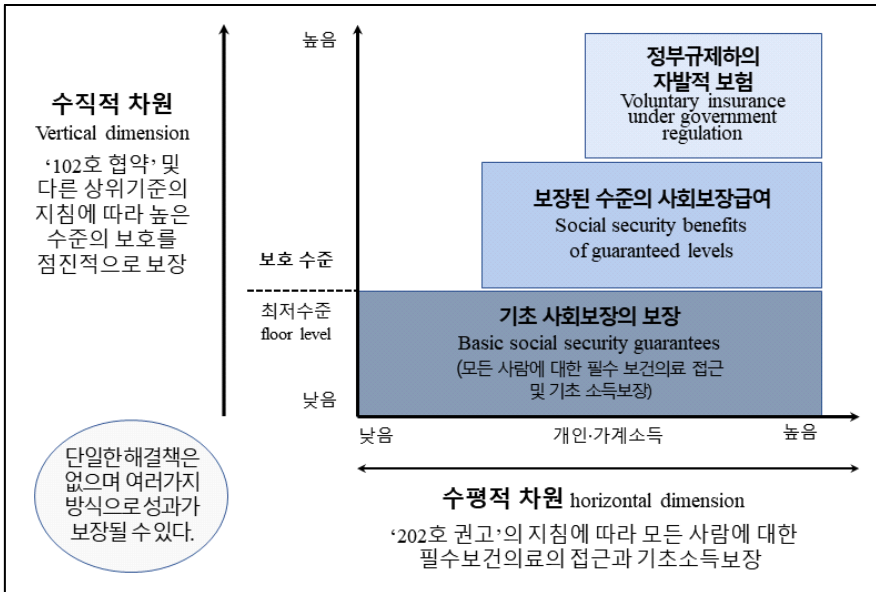 수직적 차원
Vertical dimension
‘102호 협약’ 및
다른 상위기준의
지침에 따라 높은
수준의 보호를
점진적으로 보장
단일한 해결책은
없으며 여러가지
방식으로 성과가
보장될 수 있다.
높음
보호 수준
최저수준
floor level
낮음
정부규제하의
자발적 보험
Voluntary insurance
under government
regulation
보장된 수준의 사회보장급여
Social security benefits
of guaranteed levels
기초 사회보장의 보장
Basic social security guarantees
(모든 사람에 대한 필수 보건의료 접근
및 기초 소득보장)
낮음 개인·가계소득 높음
수평적 차원 horizontal dimension
‘202호 권고’의 지침에 따라 모든 사람에 대한
필수보건의료의 접근과 기초소득보장